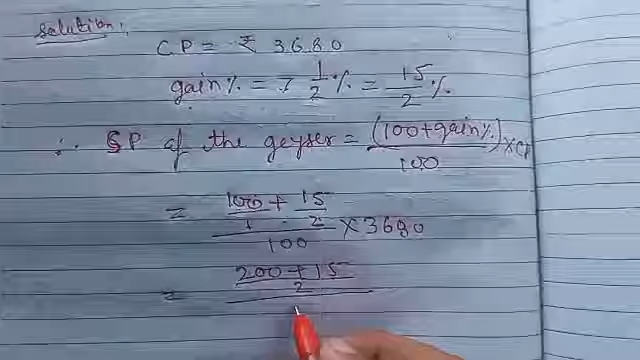 Solution:.
C P = ₹ 3680
gain% = 7 1/2 % = 15/2 %
∴ SP of the geyser = (100+gain%)/100 × CP
= (100/1 + 15/2)/100 × 3680
= (200+15)/2